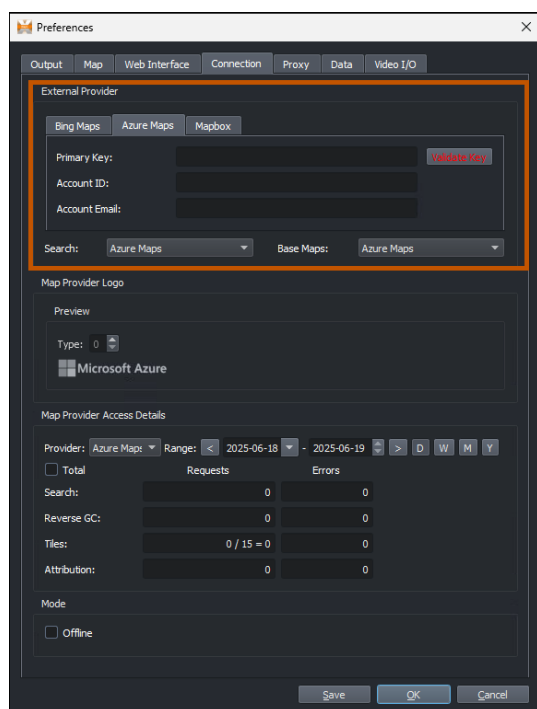 Preferences
Output Map Web Interface Connection Proxy Data Video I/O
External Provider
Bing Maps Azure Maps Mapbox
Primary Key: Validate Key
Account ID:
Account Email:
Search: Azure Maps Base Maps: Azure Maps
Map Provider Logo
Preview
Type: 0
Microsoft Azure
Map Provider Access Details
Provider: Azure Maps Range: < 2025-06-18 - 2025-06-19 > D W M Y
Total Requests Errors
Search: 0 0
Reverse GC: 0 0
Tiles: 0 / 15 = 0 0
Attribution: 0 0
Mode
Offline
Save OK Cancel